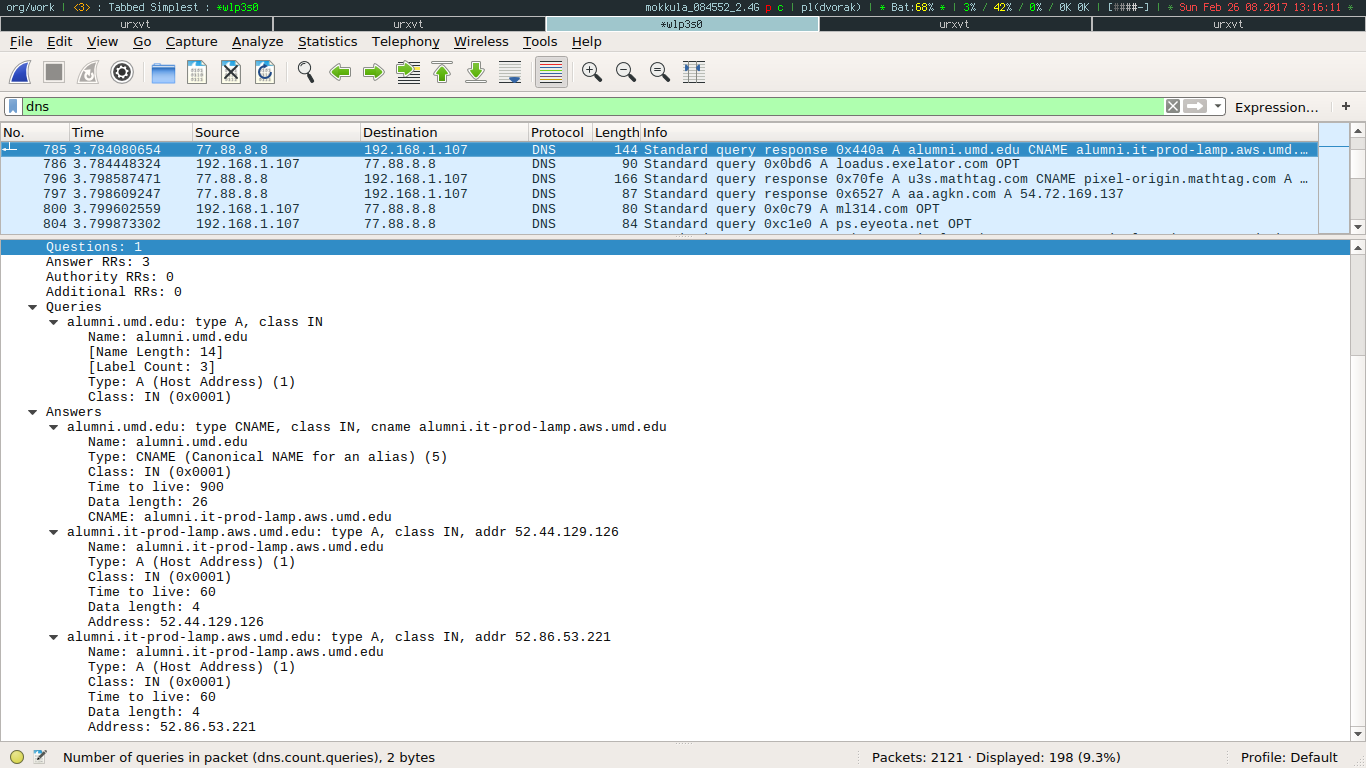 org/work | <3> : Tabbed Simplest : *wlp3s0
mokkula_084552_2.4G p c | pl(dvorak) | * Bat:68% * | 3% / 42% / 0% / 0K 0K | [####-] | * Sun Feb 26 08.2017 13:16:11 *
urxvt urxvt *wlp3s0 urxvt urxvt
File Edit View Go Capture Analyze Statistics Telephony Wireless Tools Help
dns
Expression... +
No. Time Source Destination Protocol Length Info
785 3.784080654 77.88.8.8 192.168.1.107 DNS 144 Standard query response 0x440a A alumni.umd.edu CNAME alumni.it-prod-lamp.aws.umd.…
786 3.784448324 192.168.1.107 77.88.8.8 DNS 90 Standard query 0x0bd6 A loadus.exelator.com OPT
796 3.798587471 77.88.8.8 192.168.1.107 DNS 166 Standard query response 0x70fe A u3s.mathtag.com CNAME pixel-origin.mathtag.com A …
797 3.798609247 77.88.8.8 192.168.1.107 DNS 87 Standard query response 0x6527 A aa.agkn.com A 54.72.169.137
800 3.799602559 192.168.1.107 77.88.8.8 DNS 80 Standard query 0x0c79 A ml314.com OPT
804 3.799873302 192.168.1.107 77.88.8.8 DNS 84 Standard query 0xc1e0 A ps.eyeota.net OPT
Questions: 1
Answer RRs: 3
Authority RRs: 0
Additional RRs: 0
Queries
alumni.umd.edu: type A, class IN
Name: alumni.umd.edu
[Name Length: 14]
[Label Count: 3]
Type: A (Host Address) (1)
Class: IN (0x0001)
Answers
alumni.umd.edu: type CNAME, class IN, cname alumni.it-prod-lamp.aws.umd.edu
Name: alumni.umd.edu
Type: CNAME (Canonical NAME for an alias) (5)
Class: IN (0x0001)
Time to live: 900
Data length: 26
CNAME: alumni.it-prod-lamp.aws.umd.edu
alumni.it-prod-lamp.aws.umd.edu: type A, class IN, addr 52.44.129.126
Name: alumni.it-prod-lamp.aws.umd.edu
Type: A (Host Address) (1)
Class: IN (0x0001)
Time to live: 60
Data length: 4
Address: 52.44.129.126
alumni.it-prod-lamp.aws.umd.edu: type A, class IN, addr 52.86.53.221
Name: alumni.it-prod-lamp.aws.umd.edu
Type: A (Host Address) (1)
Class: IN (0x0001)
Time to live: 60
Data length: 4
Address: 52.86.53.221
Number of queries in packet (dns.count.queries), 2 bytes
Packets: 2121 · Displayed: 198 (9.3%)
Profile: Default